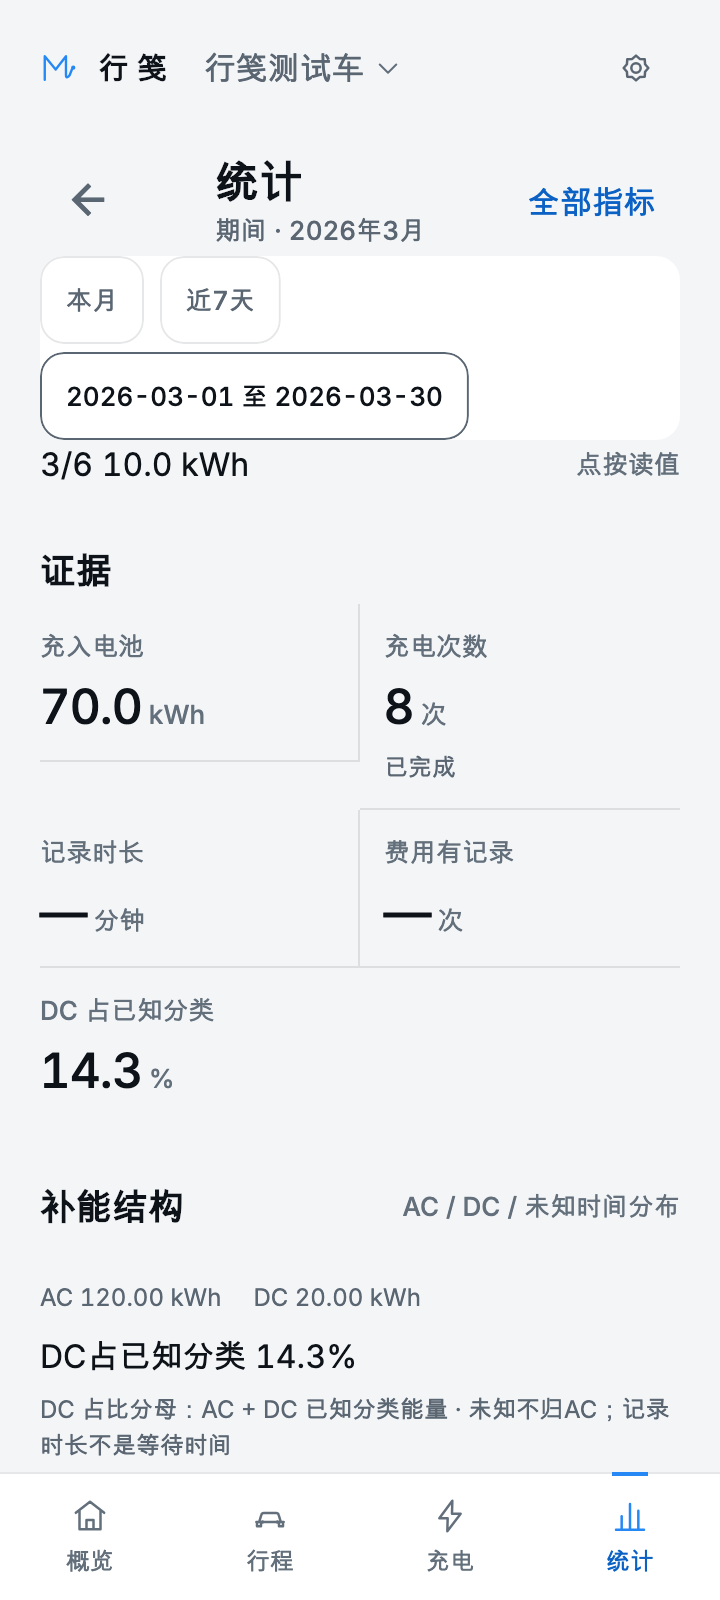 行笺 行笺测试车
统计
期间 · 2026年3月
全部指标
本月 近7天
2026-03-01 至 2026-03-30
3/6 10.0 kWh 点按读值
证据
充入电池
70.0 kWh
充电次数
8 次
已完成
记录时长
— 分钟
费用有记录
— 次
DC 占已知分类
14.3 %
补能结构 AC / DC / 未知时间分布
AC 120.00 kWh DC 20.00 kWh
DC占已知分类 14.3%
DC 占比分母：AC + DC 已知分类能量 · 未知不归AC；记录
时长不是等待时间
概览 行程 充电 统计